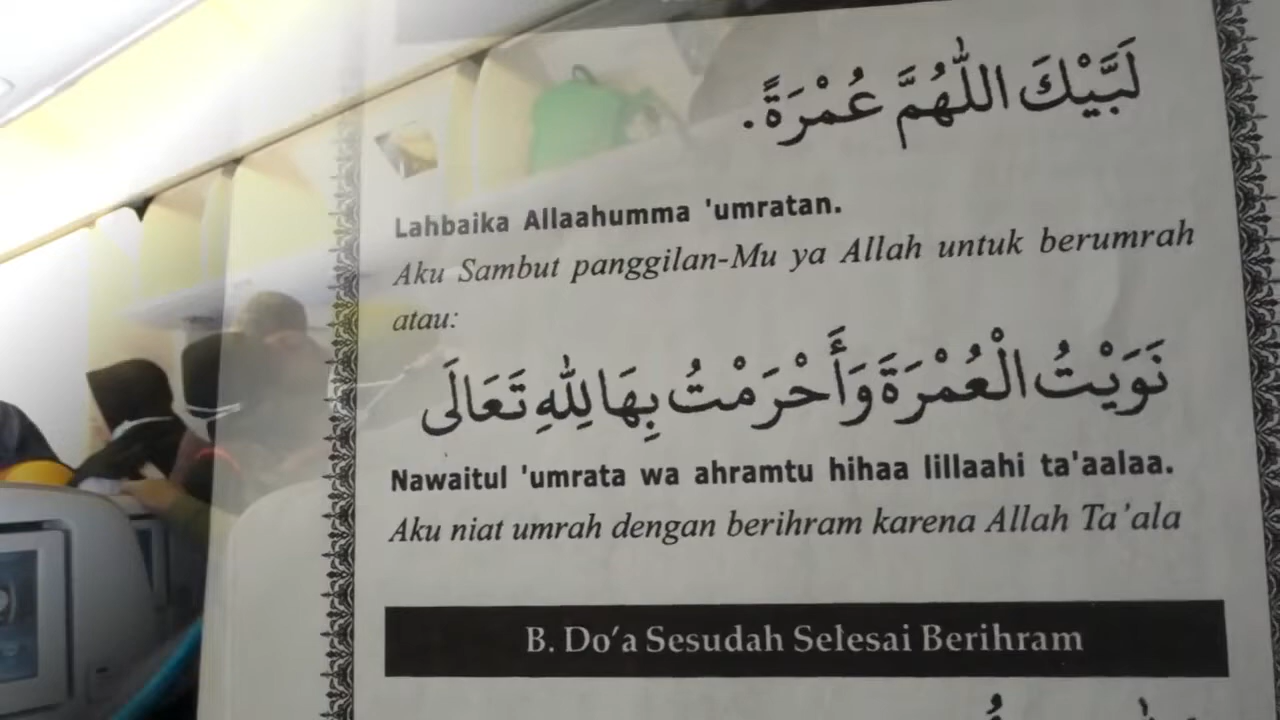 لَبَّيْكَ اللّٰهُمَّ عُمْرَةً.
Lahbaika Allaahumma 'umratan.
Aku Sambut panggilan-Mu ya Allah untuk berumrah
atau:
نَوَيْتُ الْعُمْرَةَ وَأَحْرَمْتُ بِهَا لِلّٰهِ تَعَالَى
Nawaitul 'umrata wa ahramtu hihaa lillaahi ta'aalaa.
Aku niat umrah dengan berihram karena Allah Ta'ala
B. Do'a Sesudah Selesai Berihram